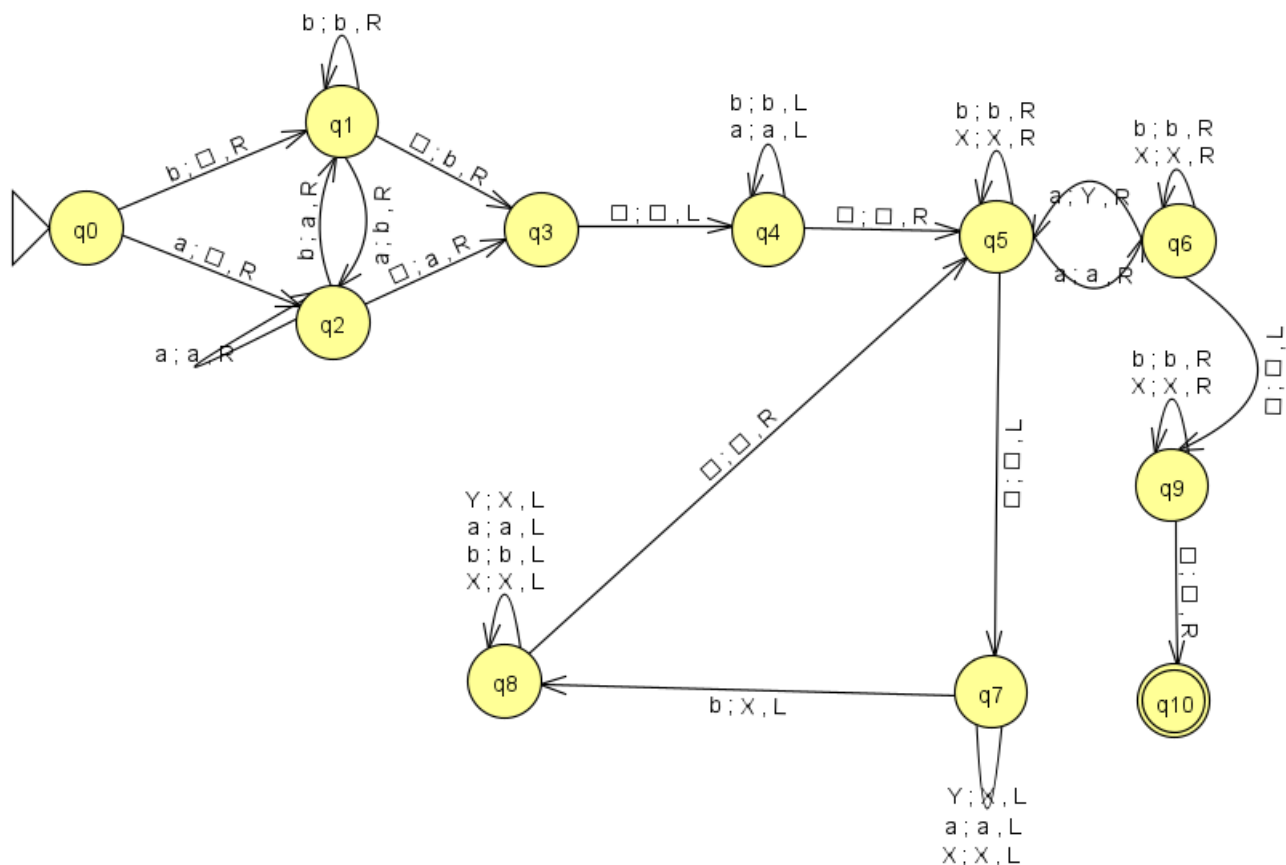 b ; b , R
q1
b ; □ , R
□ ; b , R
q0
a ; □ , R
b ; a , R
a ; b , R
□ ; a , R
q2
a ; a , R
q3
□ ; □ , L
b ; b , L
a ; a , L
q4
□ ; □ , R
b ; b , R
X ; X , R
q5
a ; Y , R
a ; a , R
b ; b , R
X ; X , R
q6
□ ; □ , L
b ; b , R
X ; X , R
q9
□ ; □ , R
q10
□ ; □ , R
□ ; □ , L
Y ; X , L
a ; a , L
b ; b , L
X ; X , L
q8
b ; X , L
q7
Y ; X , L
a ; a , L
X ; X , L